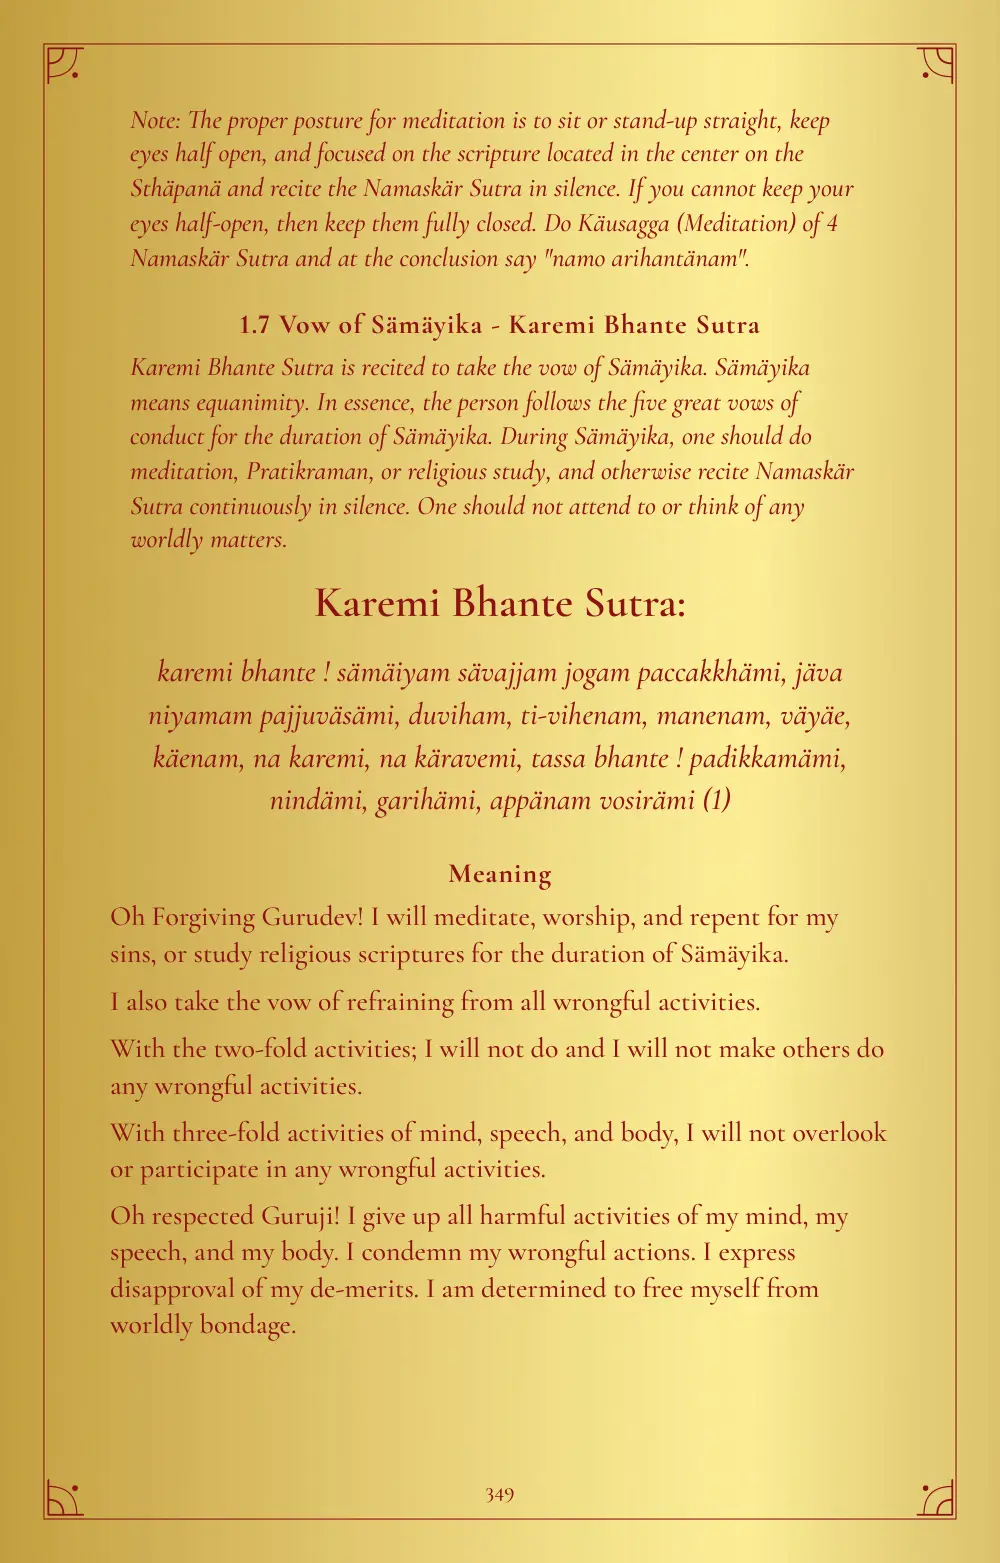 Note: The proper posture for meditation is to sit or stand-up straight, keep
eyes half open, and focused on the scripture located in the center on the
Sthäpanä and recite the Namaskär Sutra in silence. If you cannot keep your
eyes half-open, then keep them fully closed. Do Käusagga (Meditation) of 4
Namaskär Sutra and at the conclusion say "namo arihantänam".
1.7 Vow of Sämäyika - Karemi Bhante Sutra
Karemi Bhante Sutra is recited to take the vow of Sämäyika. Sämäyika
means equanimity. In essence, the person follows the five great vows of
conduct for the duration of Sämäyika. During Sämäyika, one should do
meditation, Pratikraman, or religious study, and otherwise recite Namaskär
Sutra continuously in silence. One should not attend to or think of any
worldly matters.
Karemi Bhante Sutra:
karemi bhante ! sämäiyam sävajjam jogam paccakkhämi, jäva
niyamam pajjuväsämi, duviham, ti-vihenam, manenam, väyäe,
käenam, na karemi, na käravemi, tassa bhante ! padikkamämi,
nindämi, garihämi, appänam vosirämi (1)
Meaning
Oh Forgiving Gurudev! I will meditate, worship, and repent for my
sins, or study religious scriptures for the duration of Sämäyika.
I also take the vow of refraining from all wrongful activities.
With the two-fold activities; I will not do and I will not make others do
any wrongful activities.
With three-fold activities of mind, speech, and body, I will not overlook
or participate in any wrongful activities.
Oh respected Guruji! I give up all harmful activities of my mind, my
speech, and my body. I condemn my wrongful actions. I express
disapproval of my de-merits. I am determined to free myself from
worldly bondage.
349